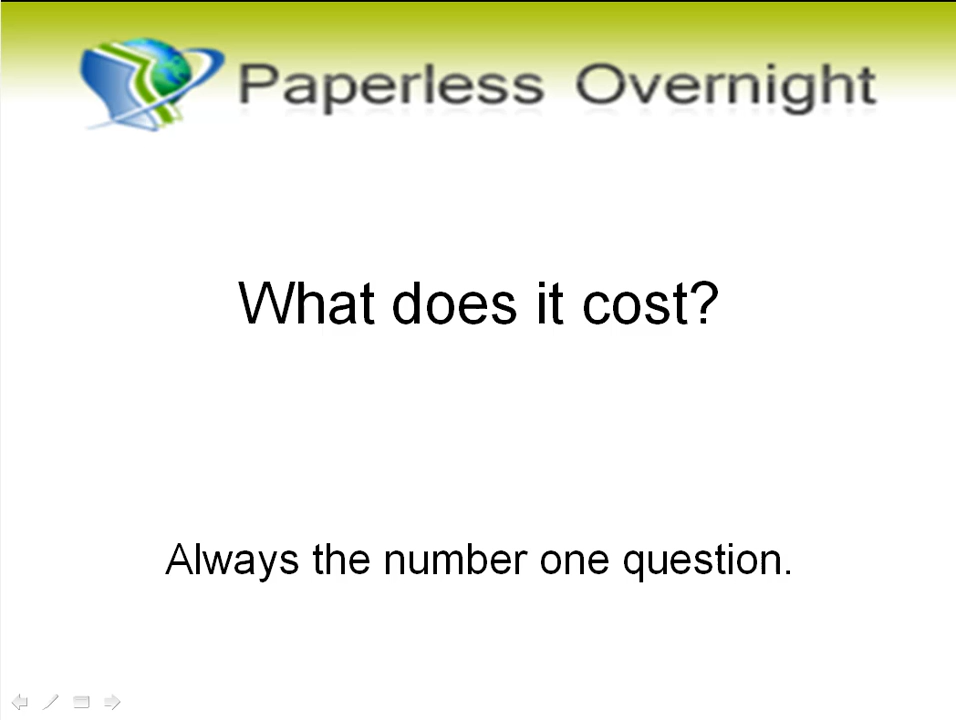 Paperless Overnight
What does it cost?
Always the number one question.